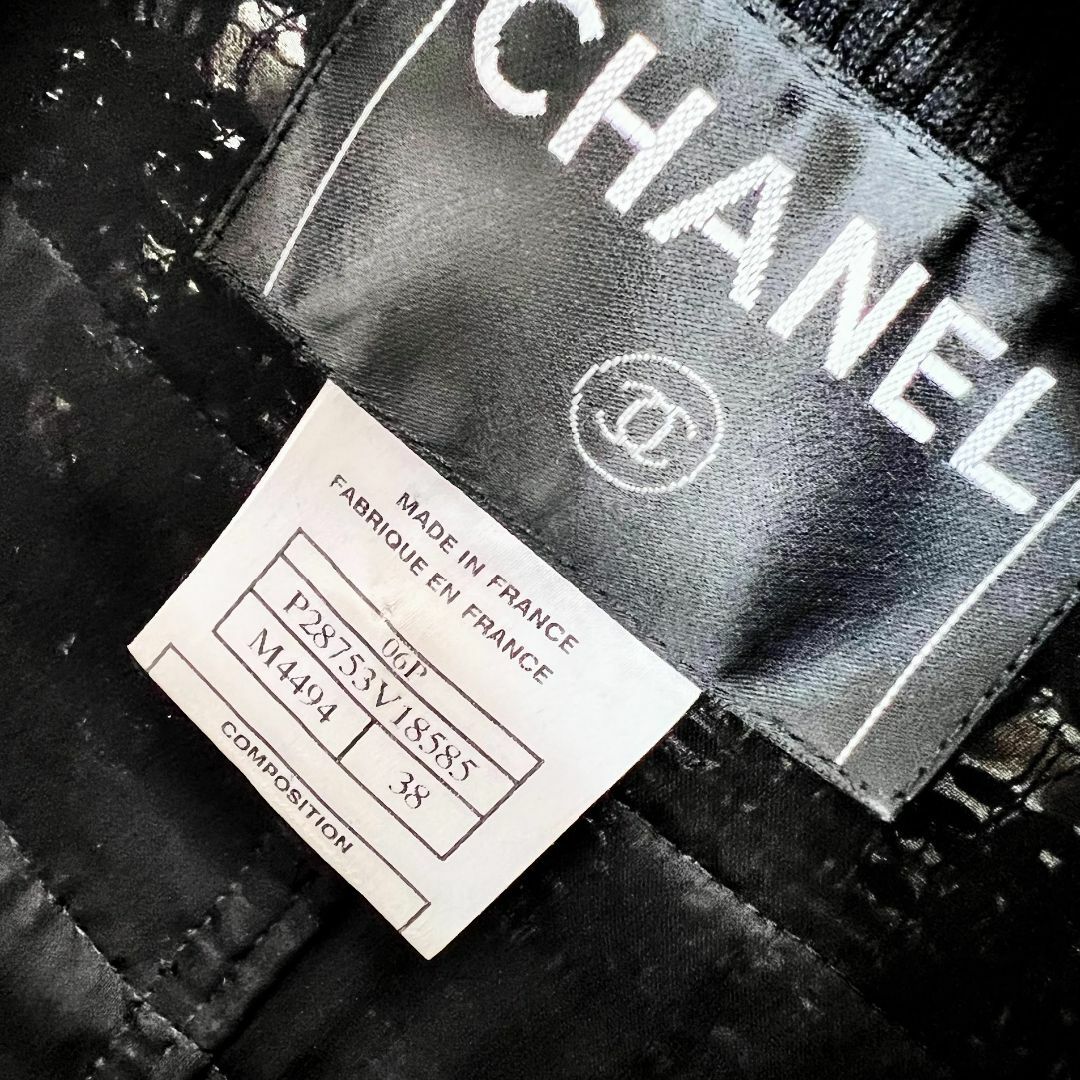 CHANEL
MADE IN FRANCE
FABRIQUE EN FRANCE
06P
P28753V18585
M4494 38
COMPOSITION